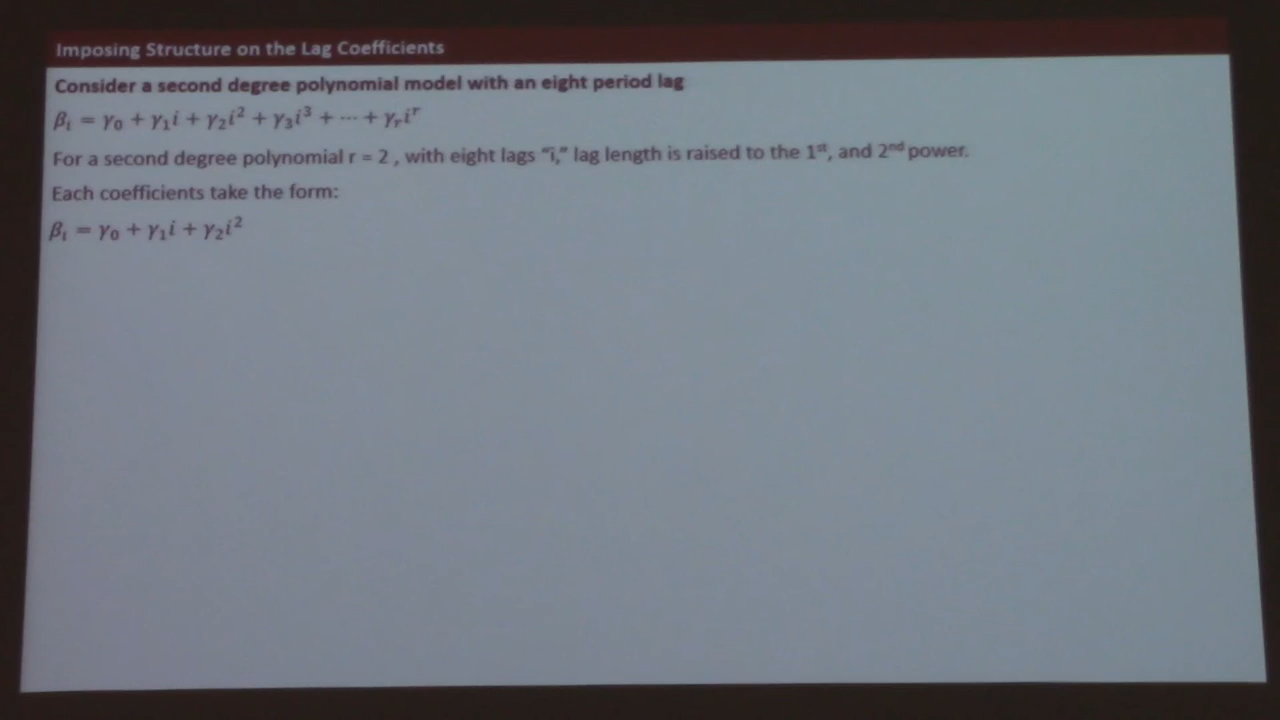 Imposing Structure on the Lag Coefficients
Consider a second degree polynomial model with an eight period lag
βᵢ = γ₀ + γ₁i + γ₂i² + γ₃i³ + ··· + γᵣiʳ
For a second degree polynomial r = 2 , with eight lags “i,” lag length is raised to the 1ˢᵗ, and 2ⁿᵈ power.
Each coefficients take the form:
βᵢ = γ₀ + γ₁i + γ₂i²